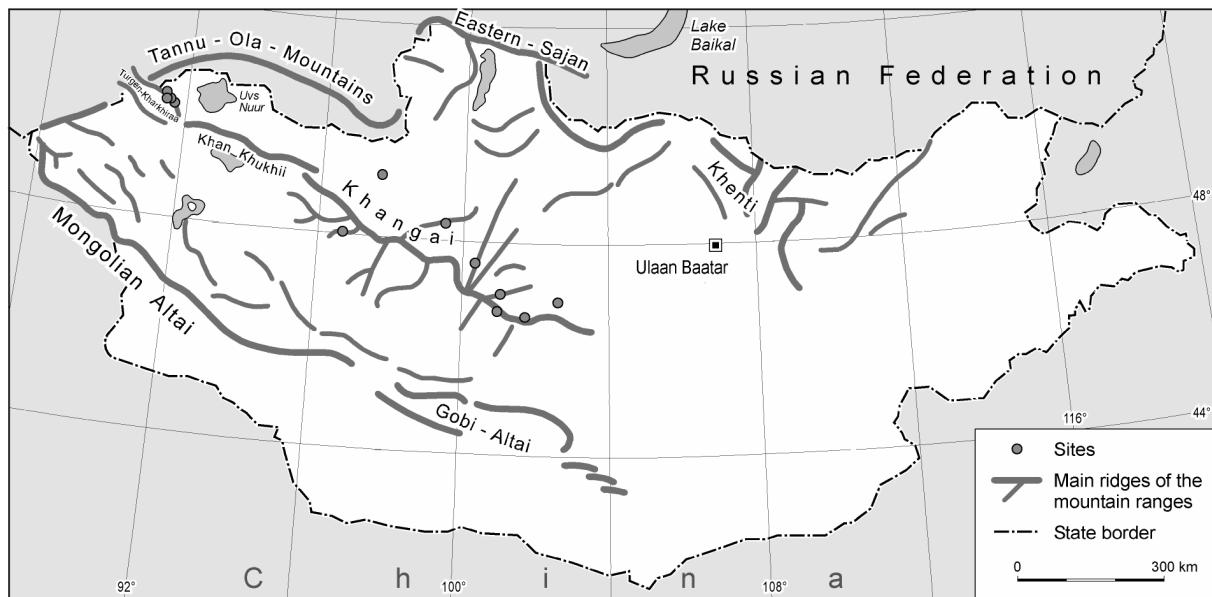 Eastern - Sajan
Lake
Baikal
Tannu - Ola - Mountains
Russian Federation
Turgen-Kharkhiraa
Uvs
Nuur
Khan Khukhii
Khangai
Khenti
48°
Mongolian Altai
Ulaan Baatar
Gobi - Altai
116°
44°
Sites
Main ridges of the
mountain ranges
State border
0 300 km
92°
100°
108°
China